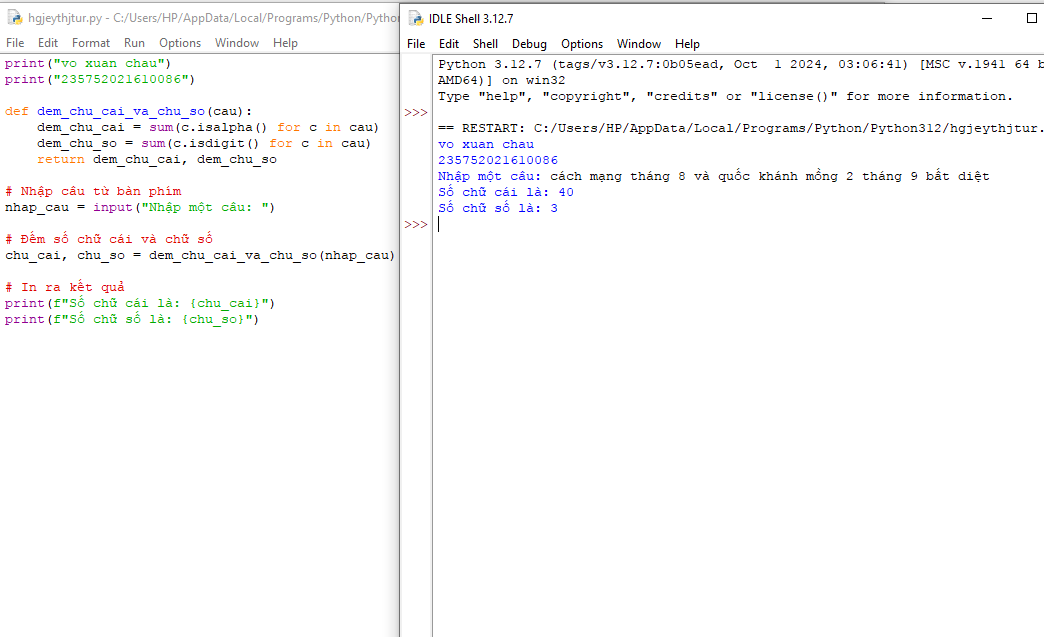 hgjeythjtur.py - C:/Users/HP/AppData/Local/Programs/Python/Pytho
File Edit Format Run Options Window Help
print("vo xuan chau")
print("235752021610086")
def dem_chu_cai_va_chu_so(cau):
dem_chu_cai = sum(c.isalpha() for c in cau)
dem_chu_so = sum(c.isdigit() for c in cau)
return dem_chu_cai, dem_chu_so
# Nhập câu từ bàn phím
nhap_cau = input("Nhập một câu: ")
# Đếm số chữ cái và chữ số
chu_cai, chu_so = dem_chu_cai_va_chu_so(nhap_cau)
# In ra kết quả
print(f"Số chữ cái là: {chu_cai}")
print(f"Số chữ số là: {chu_so}")
IDLE Shell 3.12.7
File Edit Shell Debug Options Window Help
Python 3.12.7 (tags/v3.12.7:0b05ead, Oct  1 2024, 03:06:41) [MSC v.1941 64 b
AMD64)] on win32
Type "help", "copyright", "credits" or "license()" for more information.
>>>
== RESTART: C:/Users/HP/AppData/Local/Programs/Python/Python312/hgjeythjtur.
vo xuan chau
235752021610086
Nhập một câu: cách mạng tháng 8 và quốc khánh mồng 2 tháng 9 bất diệt
Số chữ cái là: 40
Số chữ số là: 3
>>>